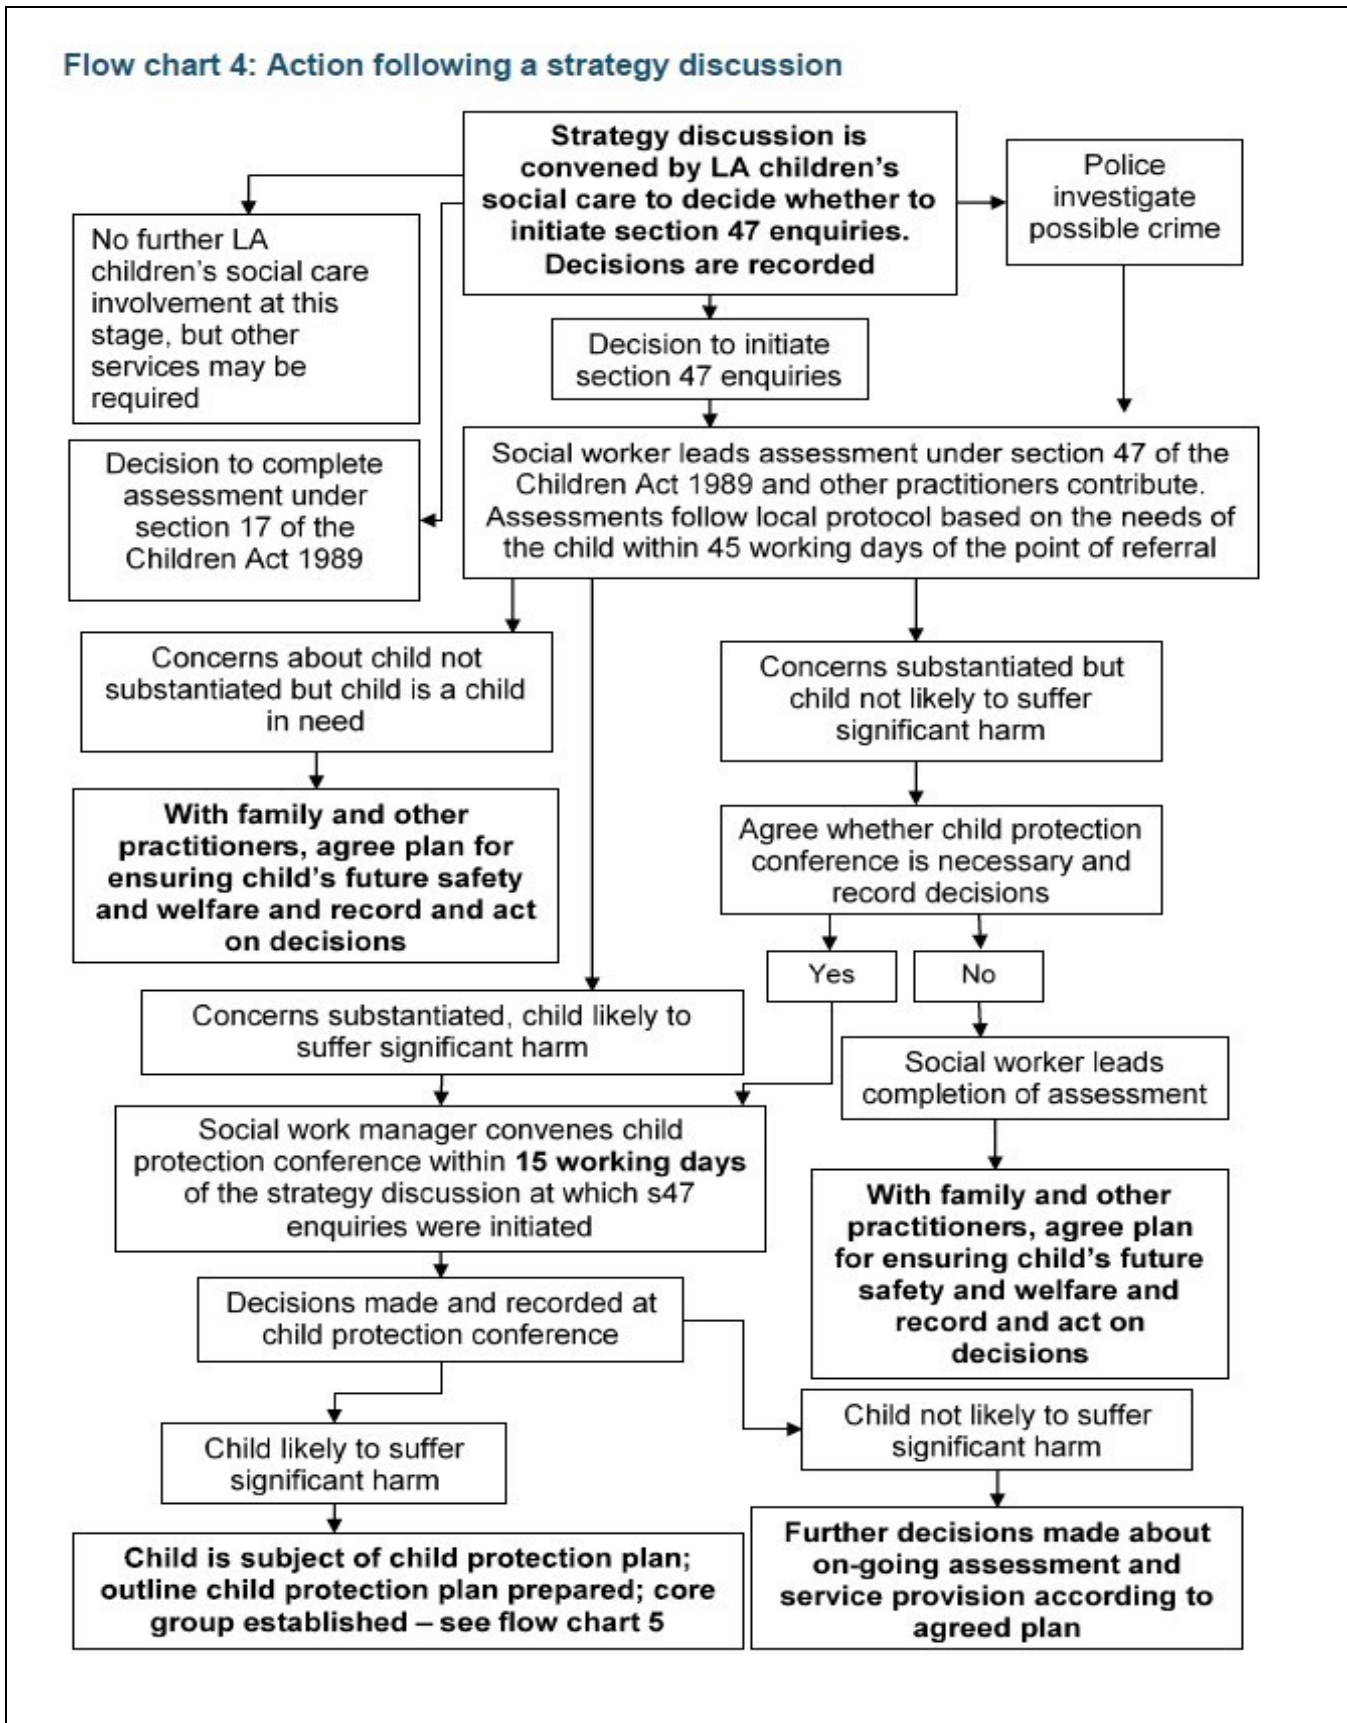 Flow chart 4: Action following a strategy discussion
Strategy discussion is
convened by LA children's
social care to decide whether to
initiate section 47 enquiries.
Decisions are recorded
Police
investigate
possible crime
No further LA
children's social care
involvement at this
stage, but other
services may be
required
Decision to initiate
section 47 enquiries
Decision to complete
assessment under
section 17 of the
Children Act 1989
Social worker leads assessment under section 47 of the
Children Act 1989 and other practitioners contribute.
Assessments follow local protocol based on the needs of
the child within 45 working days of the point of referral
Concerns about child not
substantiated but child is a child
in need
Concerns substantiated but
child not likely to suffer
significant harm
With family and other
practitioners, agree plan for
ensuring child's future safety
and welfare and record and act
on decisions
Agree whether child protection
conference is necessary and
record decisions
Yes
No
Concerns substantiated, child likely to
suffer significant harm
Social worker leads
completion of assessment
Social work manager convenes child
protection conference within 15 working days
of the strategy discussion at which s47
enquiries were initiated
With family and other
practitioners, agree plan
for ensuring child's future
safety and welfare and
record and act on
decisions
Decisions made and recorded at
child protection conference
Child likely to suffer
significant harm
Child not likely to suffer
significant harm
Child is subject of child protection plan;
outline child protection plan prepared; core
group established – see flow chart 5
Further decisions made about
on-going assessment and
service provision according to
agreed plan